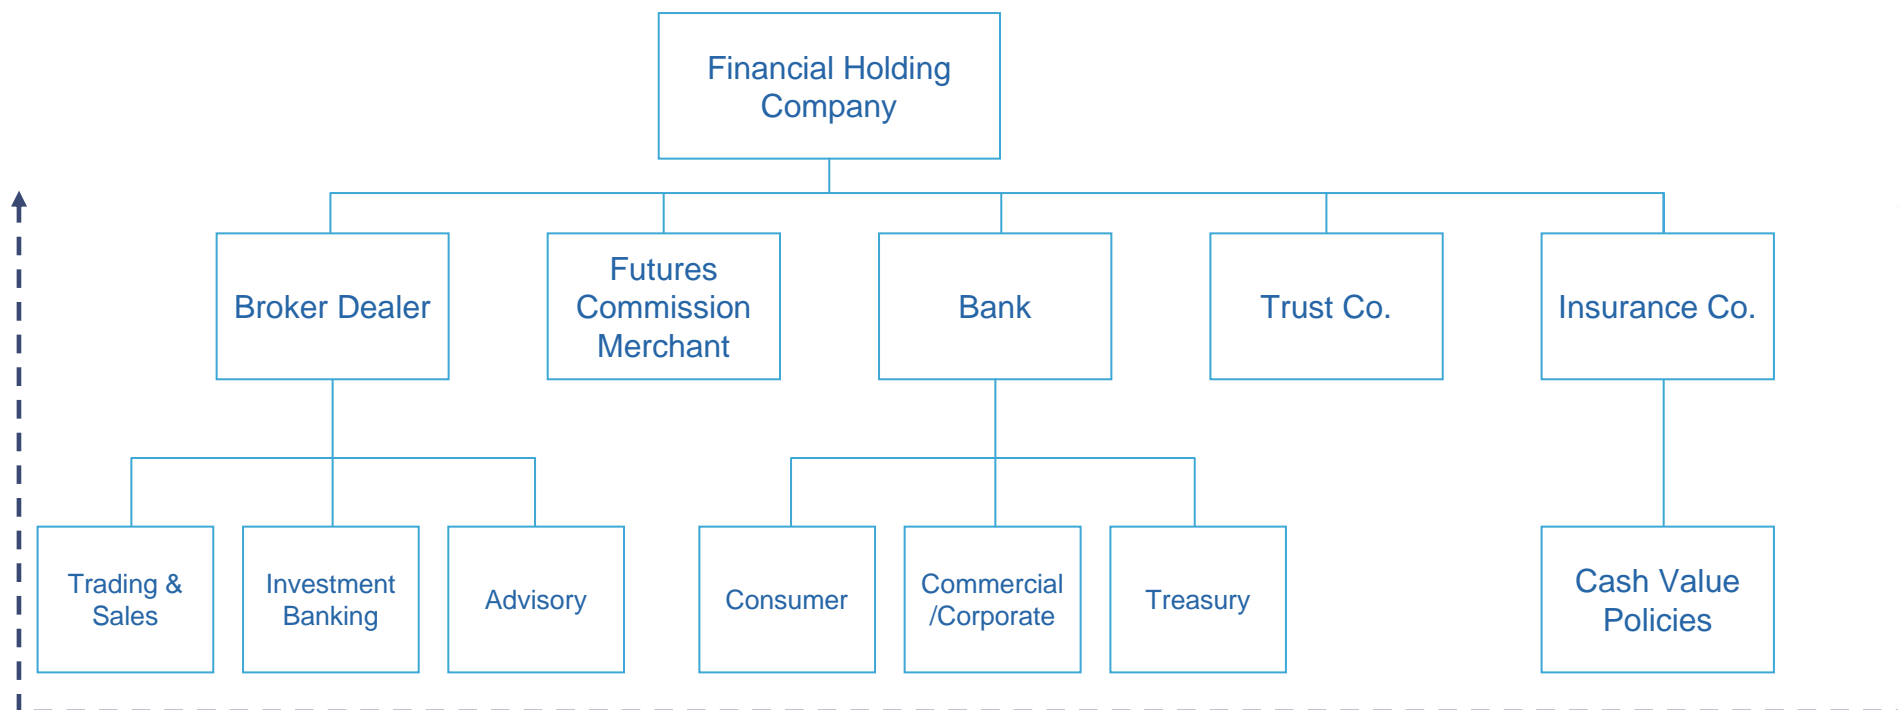 Financial Holding
Company
Broker Dealer
Futures
Commission
Merchant
Bank
Trust Co.
Insurance Co.
Trading &
Sales
Investment
Banking
Advisory
Consumer
Commercial
/Corporate
Treasury
Cash Value
Policies